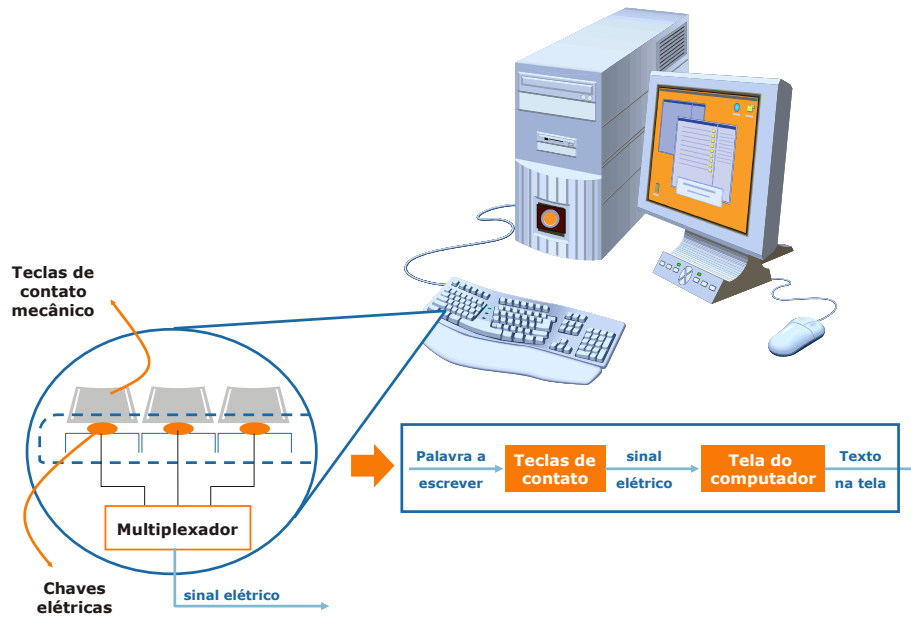 Teclas de
contato
mecânico
Multiplexador
Chaves
elétricas
sinal elétrico
Palavra a
escrever
Teclas de
contato
sinal
elétrico
Tela do
computador
Texto
na tela